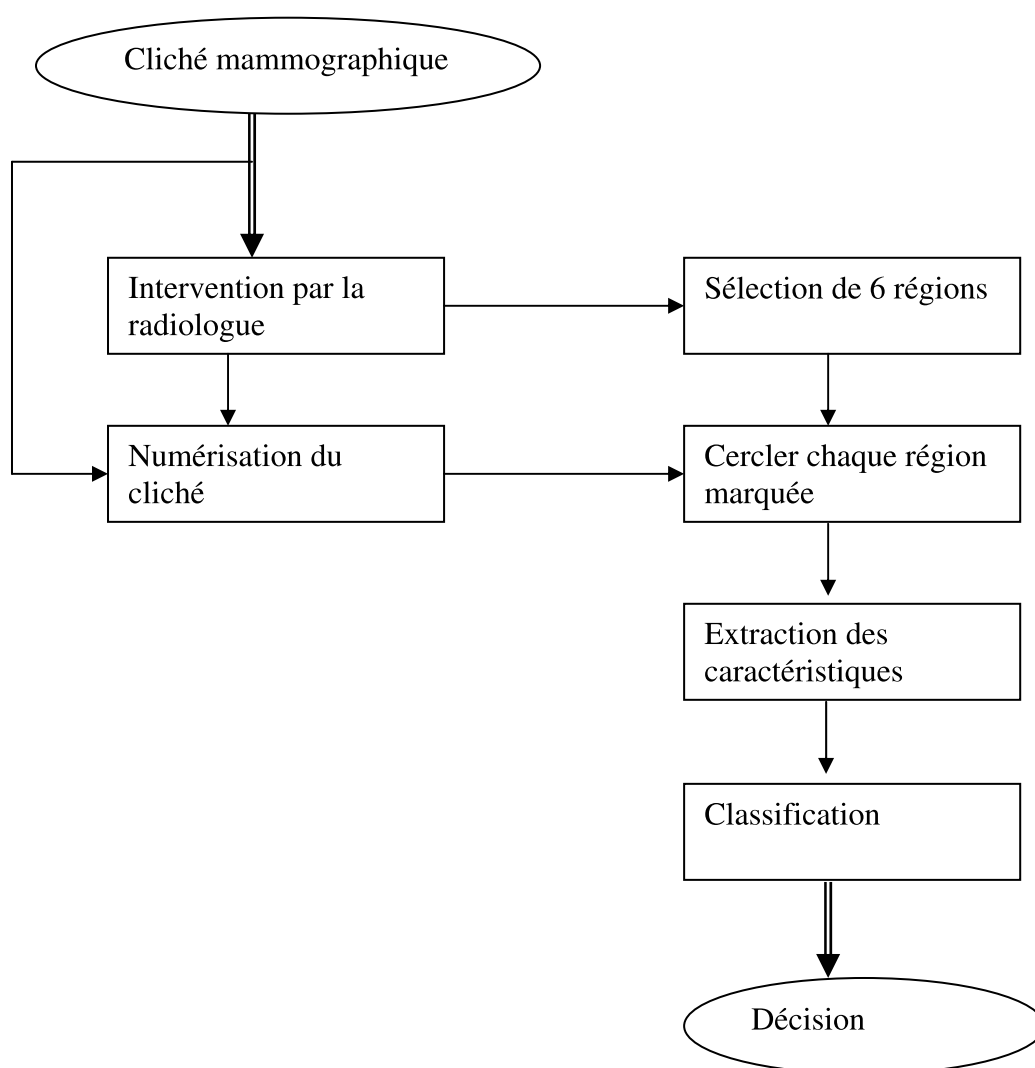 Cliché mammographique
Intervention par la
radiologue
Sélection de 6 régions
Numérisation du
cliché
Cercler chaque région
marquée
Extraction des
caractéristiques
Classification
Décision